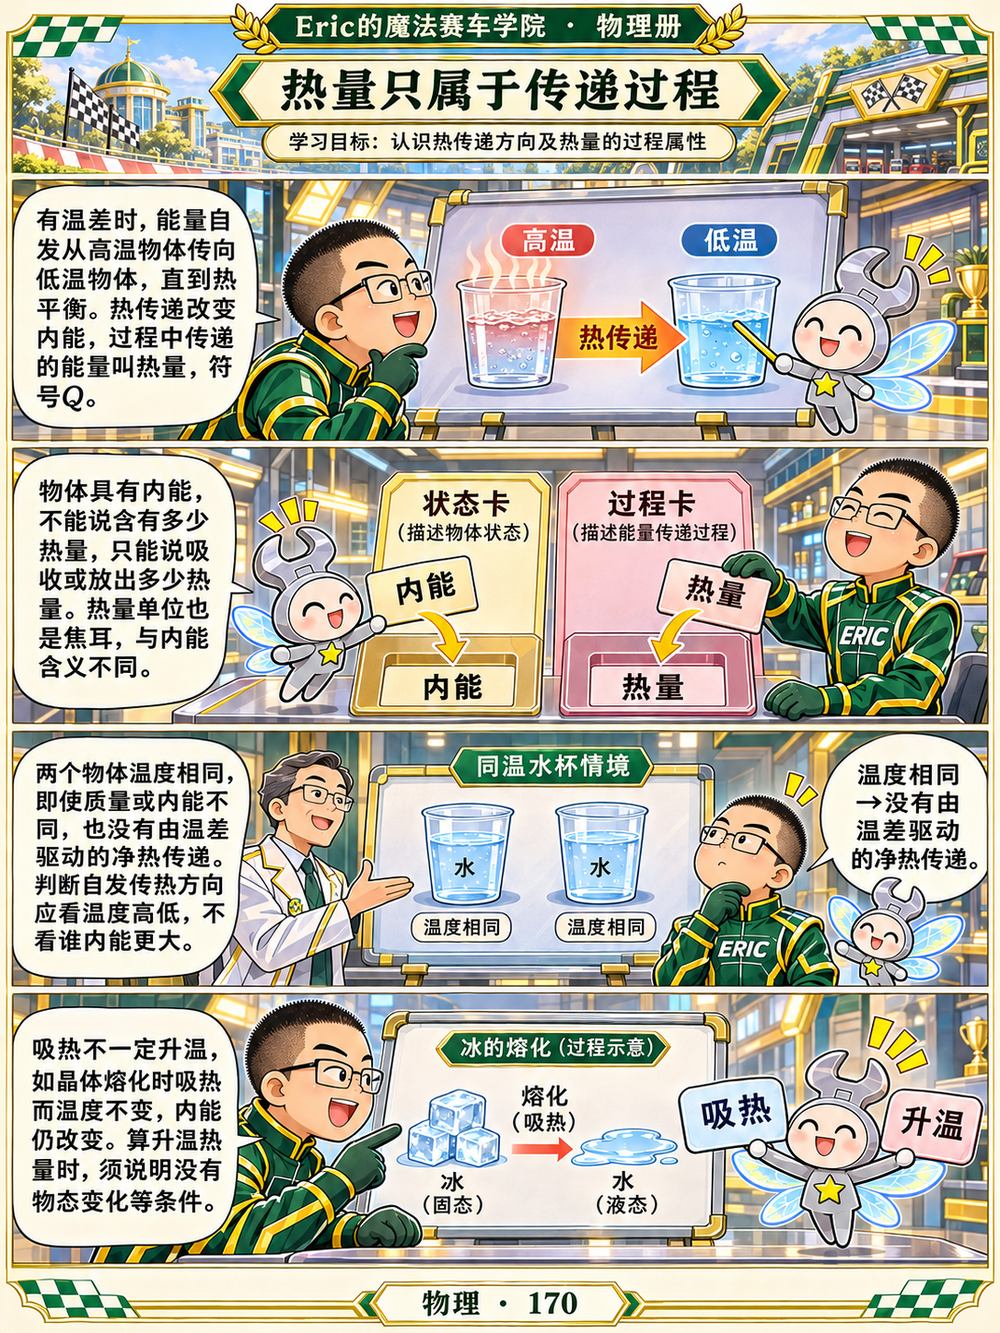 Eric的魔法赛车学院 · 物理册
热量只属于传递过程
学习目标：认识热传递方向及热量的过程属性
有温差时，能量自
发从高温物体传向
低温物体，直到热
平衡。热传递改变
内能，过程中传递
的能量叫热量，符
号Q。
高温
低温
热传递
物体具有内能，
不能说含有多少
热量，只能说吸
收或放出多少热
量。热量单位也
是焦耳，与内能
含义不同。
状态卡
（描述物体状态）
内能
内能
过程卡
（描述能量传递过程）
热量
热量
ERIC
两个物体温度相同，
即使质量或内能不
同，也没有由温差
驱动的净热传递。
判断自发传热方向
应看温度高低，不
看谁内能更大。
同温水杯情境
水
水
温度相同
温度相同
ERIC
温度相同
→没有由
温差驱动
的净热传递。
吸热不一定升温，
如晶体熔化时吸热
而温度不变，内能
仍改变。算升温热
量时，须说明没有
物态变化等条件。
冰的熔化（过程示意）
熔化
（吸热）
冰
（固态）
水
（液态）
吸热
升温
物理 · 170